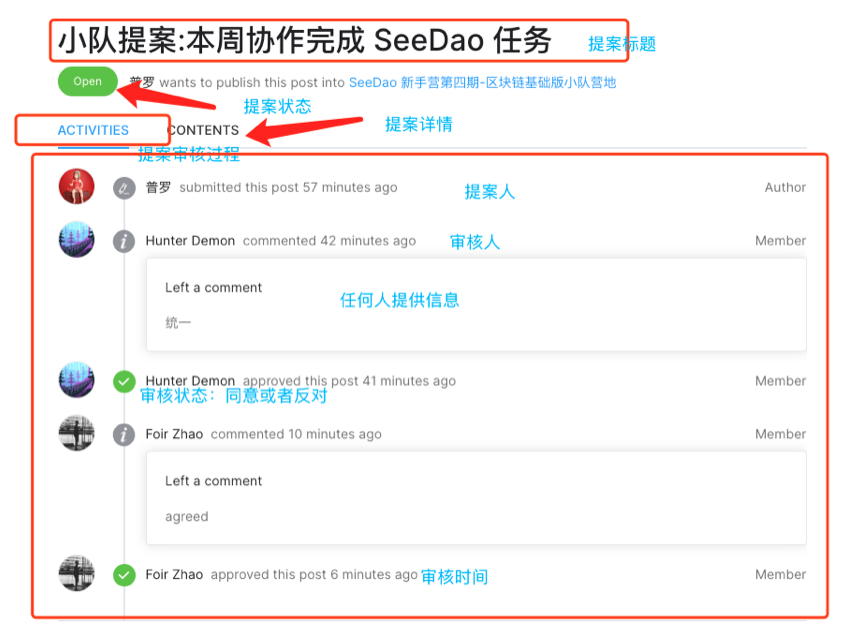 小队提案:本周协作完成 SeeDao 任务
提案标题
Open
普罗 wants to publish this post into SeeDao 新手营第四期-区块链基础版小队营地
提案状态
ACTIVITIES
CONTENTS
提案详情
提案审核过程
普罗 submitted this post 57 minutes ago
提案人
Author
Hunter Demon commented 42 minutes ago
审核人
Member
Left a comment
任何人提供信息
统一
Hunter Demon approved this post 41 minutes ago
Member
审核状态：同意或者反对
Foir Zhao commented 10 minutes ago
Member
Left a comment
agreed
Foir Zhao approved this post 6 minutes ago
审核时间
Member